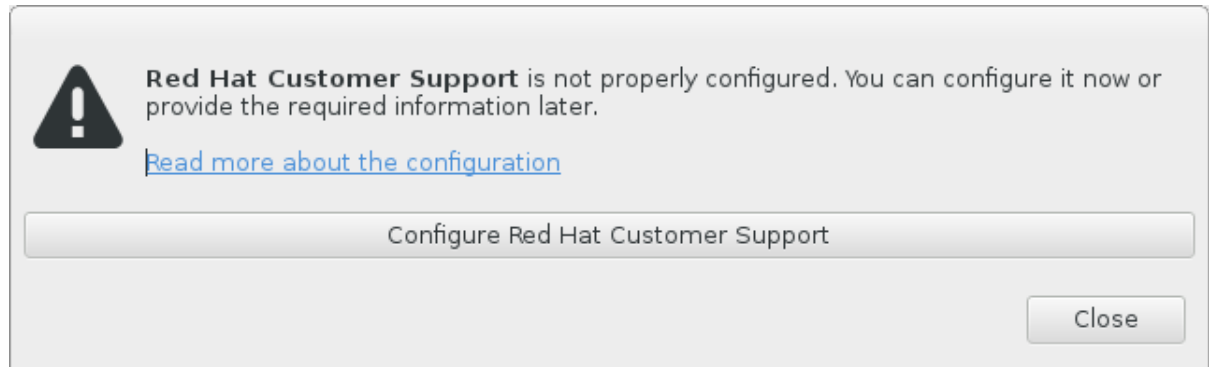 Red Hat Customer Support is not properly configured. You can configure it now or
provide the required information later.
Read more about the configuration
Configure Red Hat Customer Support
Close